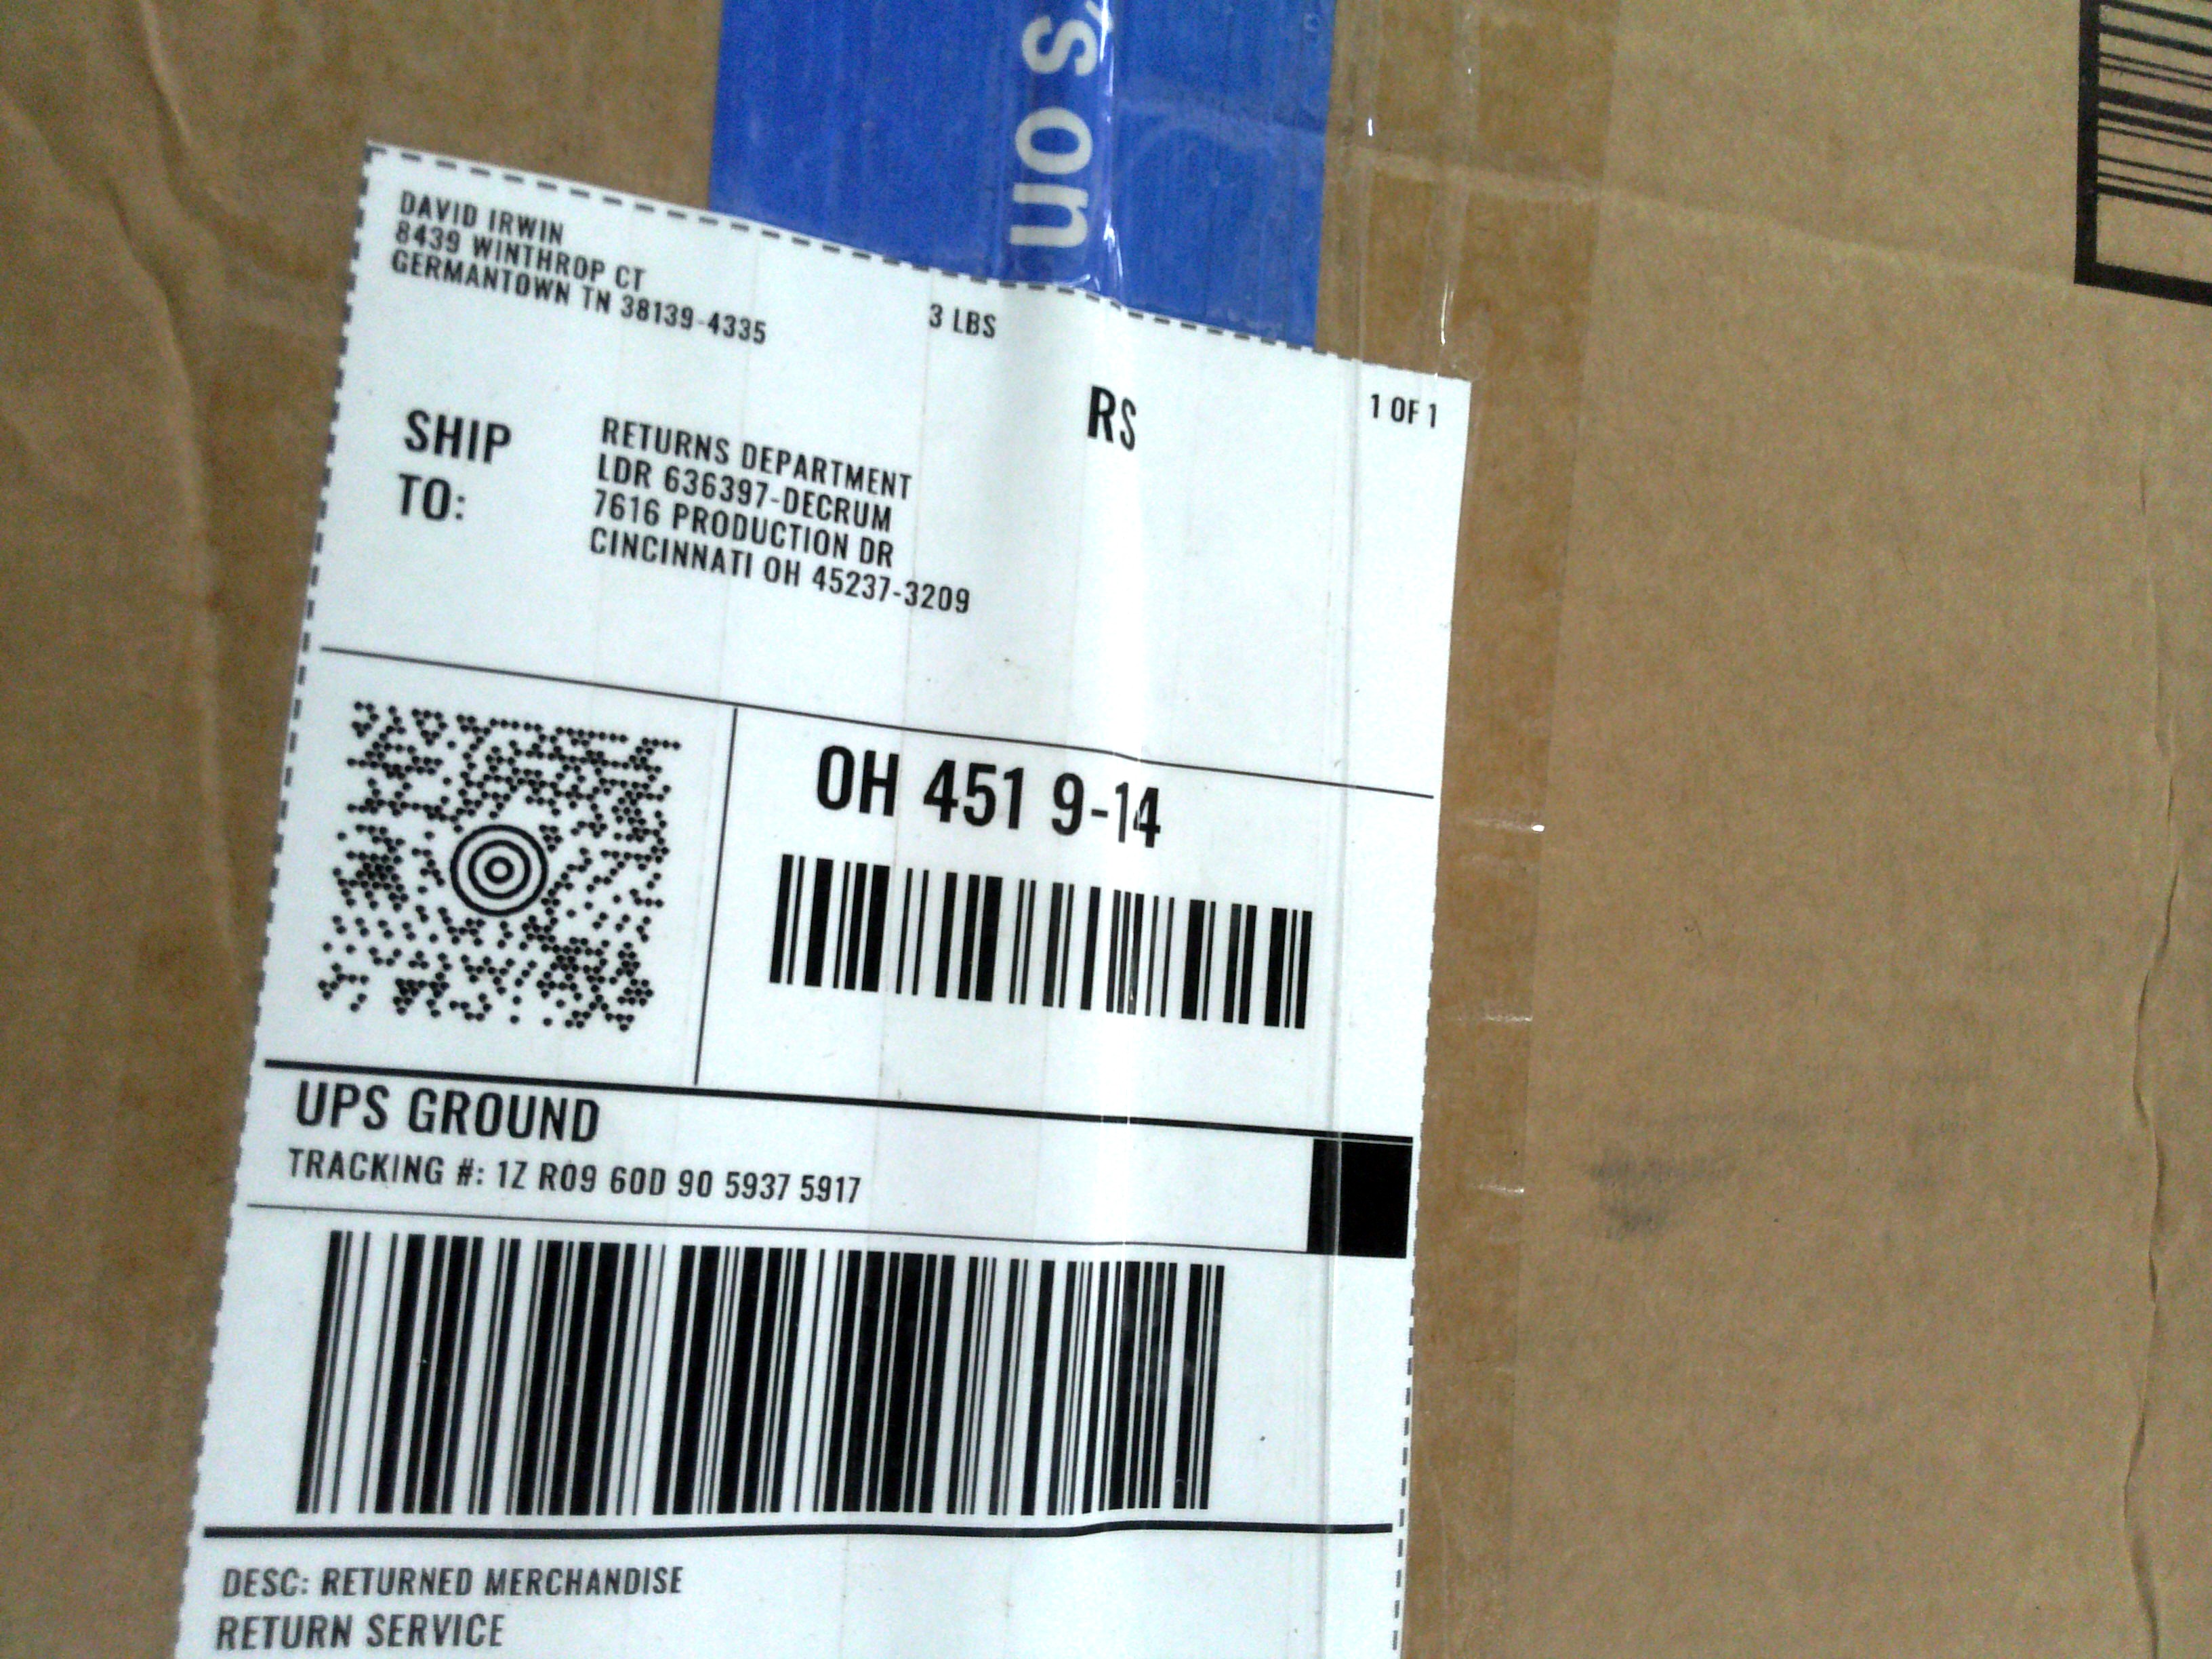 s on
DAVID IRWIN
8439 WINTHROP CT
GERMANTOWN TN 38139-4335
3 LBS
RS
1 OF 1
SHIP
TO:
RETURNS DEPARTMENT
LDR 636397-DECRUM
7616 PRODUCTION DR
CINCINNATI OH 45237-3209
OH 451 9-14
UPS GROUND
TRACKING #: 1Z R09 60D 90 5937 5917
DESC: RETURNED MERCHANDISE
RETURN SERVICE